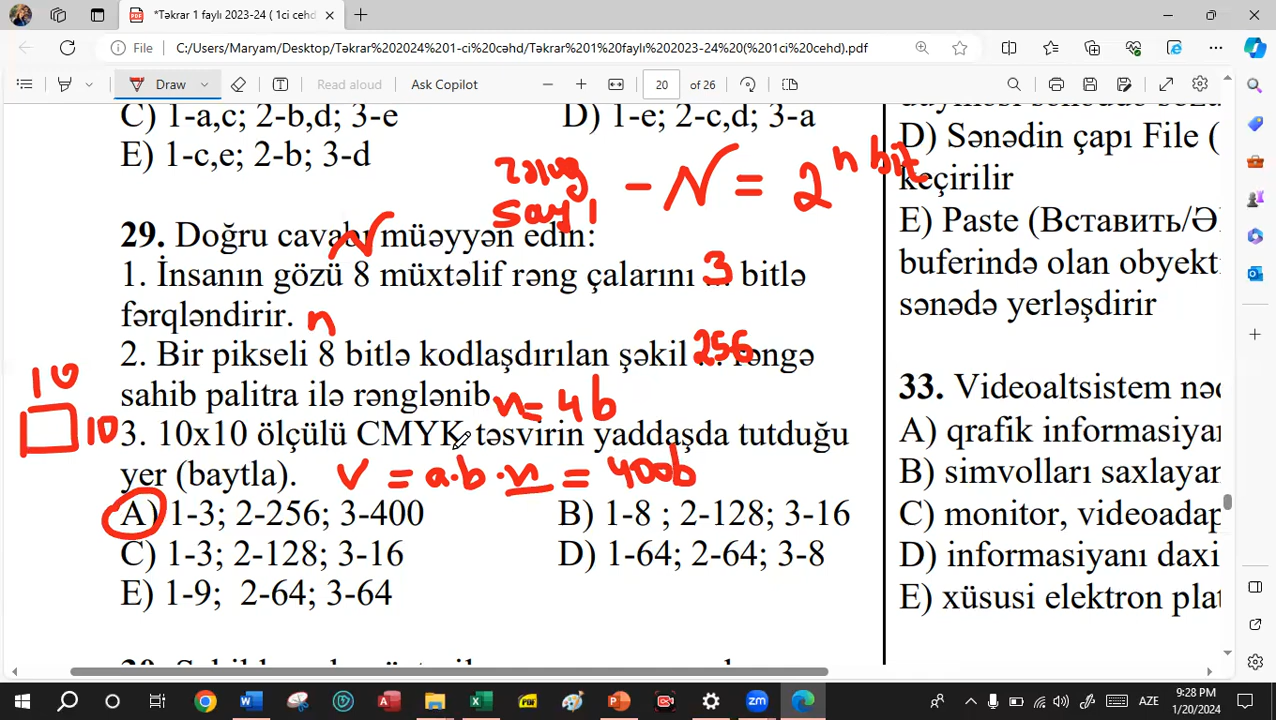 *Təkrar 1 faylı 2023-24 ( 1ci cehd
File C:/Users/Maryam/Desktop/Təkrar%202024%201-ci%20cəhd/Təkrar%201%20faylı%202023-24%20(%201ci%20cehd).pdf
Draw Read aloud Ask Copilot 20 of 26
C) 1-a,c; 2-b,d; 3-e D) 1-e; 2-c,d; 3-a
E) 1-c,e; 2-b; 3-d
rəng sayı - N = 2 n bit
29. Doğru cavabı müəyyən edin:
N
1. İnsanın gözü 8 müxtəlif rəng çalarını ... bitlə
3
fərqləndirir.
n
2. Bir pikseli 8 bitlə kodlaşdırılan şəkil ... rəngə
256
sahib palitra ilə rənglənib
n = 4b
10
10
3. 10x10 ölçülü CMYK təsvirin yaddaşda tutduğu
yer (baytla).
V = a·b·n = 400b
A) 1-3; 2-256; 3-400 B) 1-8 ; 2-128; 3-16
C) 1-3; 2-128; 3-16 D) 1-64; 2-64; 3-8
E) 1-9; 2-64; 3-64
D) Sənədin çapı File (
keçirilir
E) Paste (Вставить/Ə
buferində olan obyekt
sənədə yerləşdirir
33. Videoaltsistem nə
A) qrafik informasiy
B) simvolları saxlayar
C) monitor, videoadap
D) informasiyanı daxi
E) xüsusi elektron plat
AZE
9:28 PM
1/20/2024